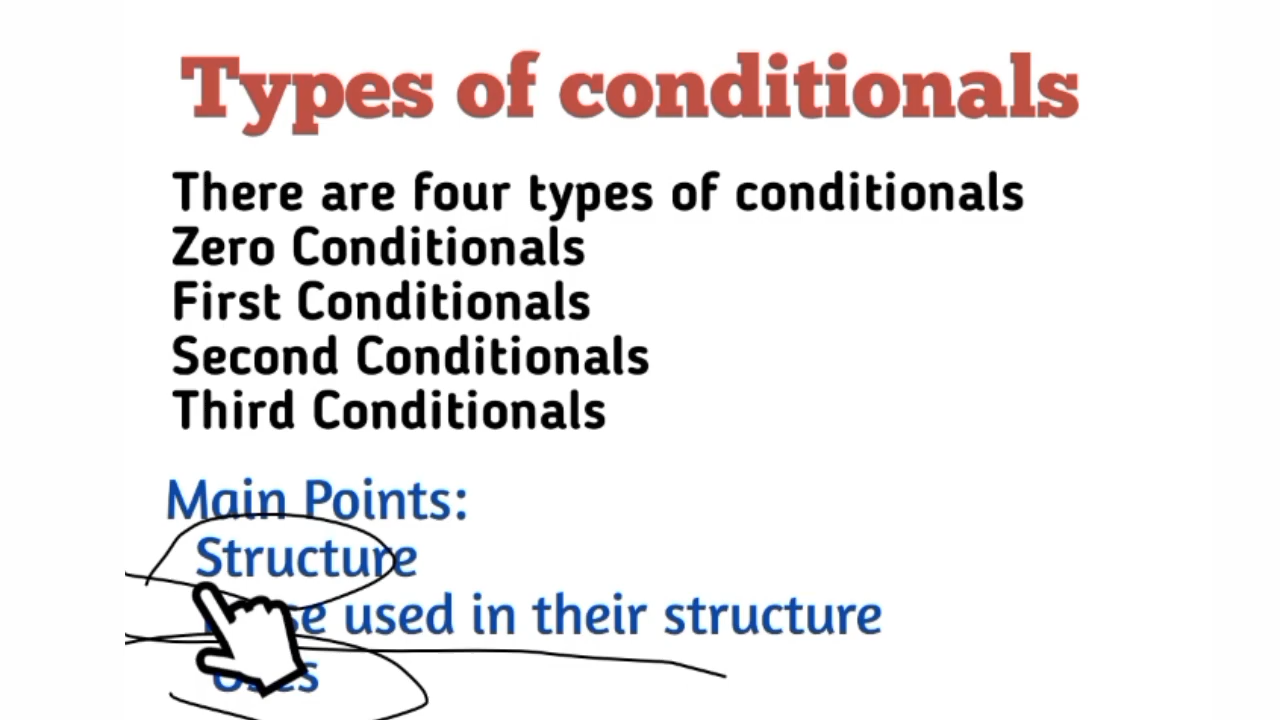 Types of conditionals
There are four types of conditionals
Zero Conditionals
First Conditionals
Second Conditionals
Third Conditionals
Main Points:
Structure
used in their structure
Uses